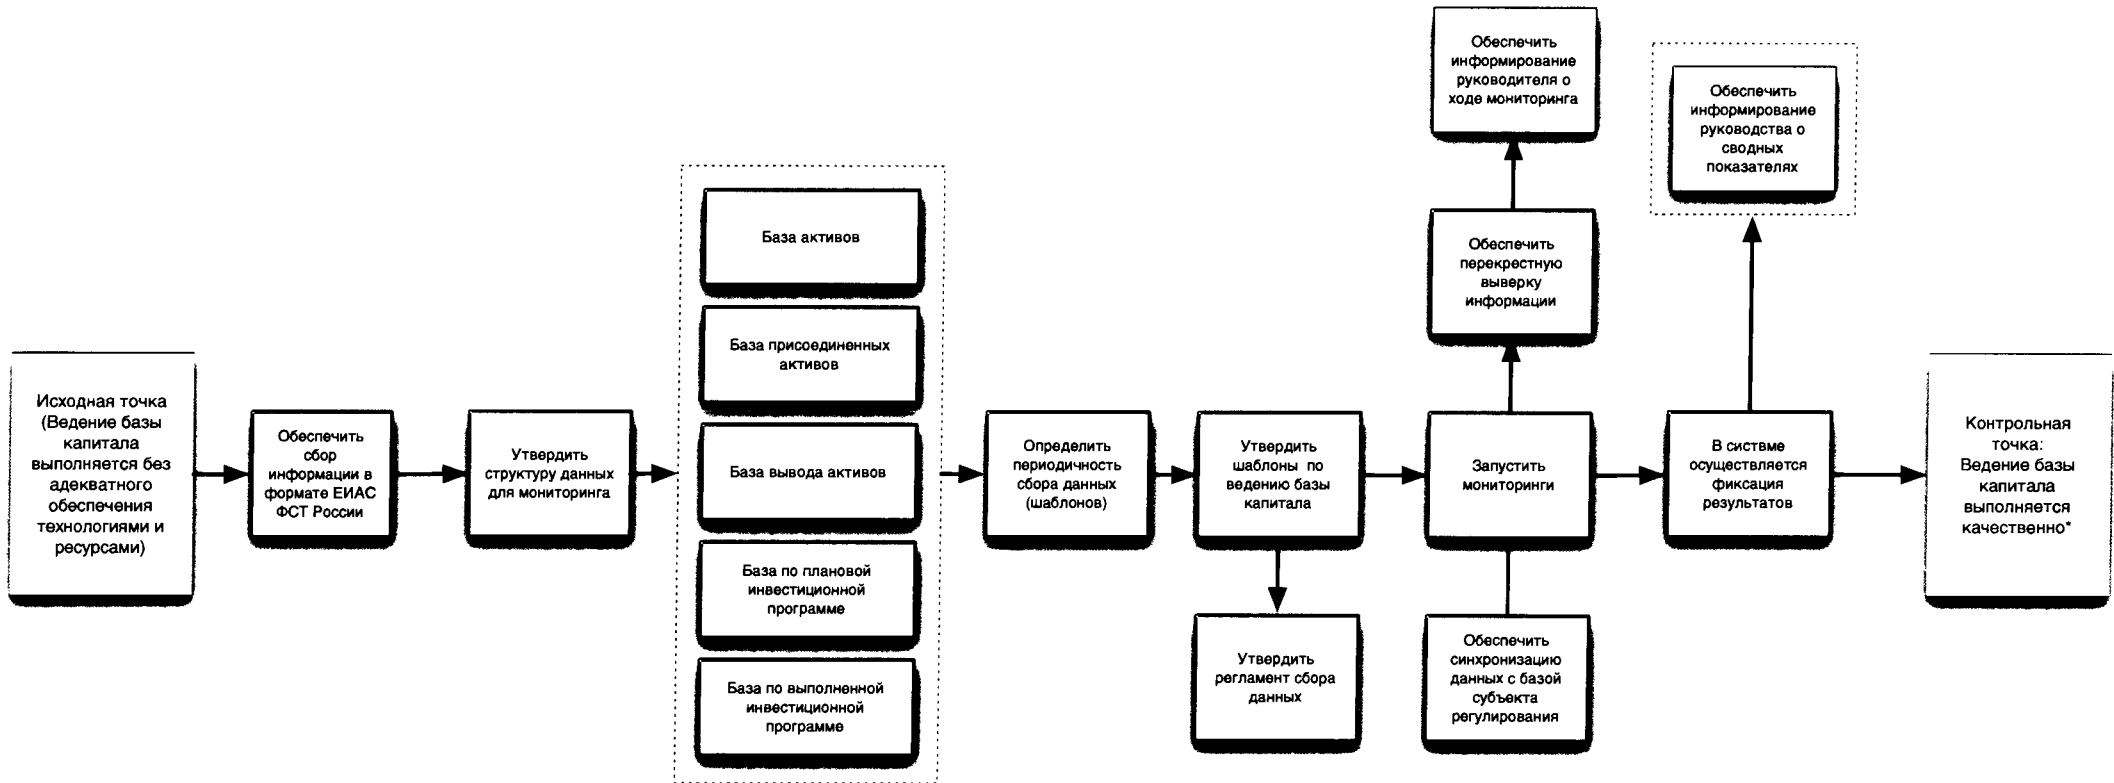 Исходная точка
(Ведение базы
капитала
выполняется без
адекватного
обеспечения
технологиями и
ресурсами)
Обеспечить
сбор
информации в
формате ЕИАС
ФСТ России
Утвердить
структуру данных
для мониторинга
База активов
База присоединенных
активов
База вывода активов
База по плановой
инвестиционной
программе
База по выполненной
инвестиционной
программе
Определить
периодичность
сбора данных
(шаблонов)
Утвердить
шаблоны по
ведению базы
капитала
Утвердить
регламент сбора
данных
Обеспечить
информирование
руководителя о
ходе мониторинга
Обеспечить
перекрестную
выверку
информации
Запустить
мониторинги
Обеспечить
синхронизацию
данных с базой
субъекта
регулирования
Обеспечить
информирование
руководства о
сводных
показателях
В систме
осуществляется
фиксация
результатов
Контрольная
точка:
Ведение базы
капитала
выполняется
качественно*